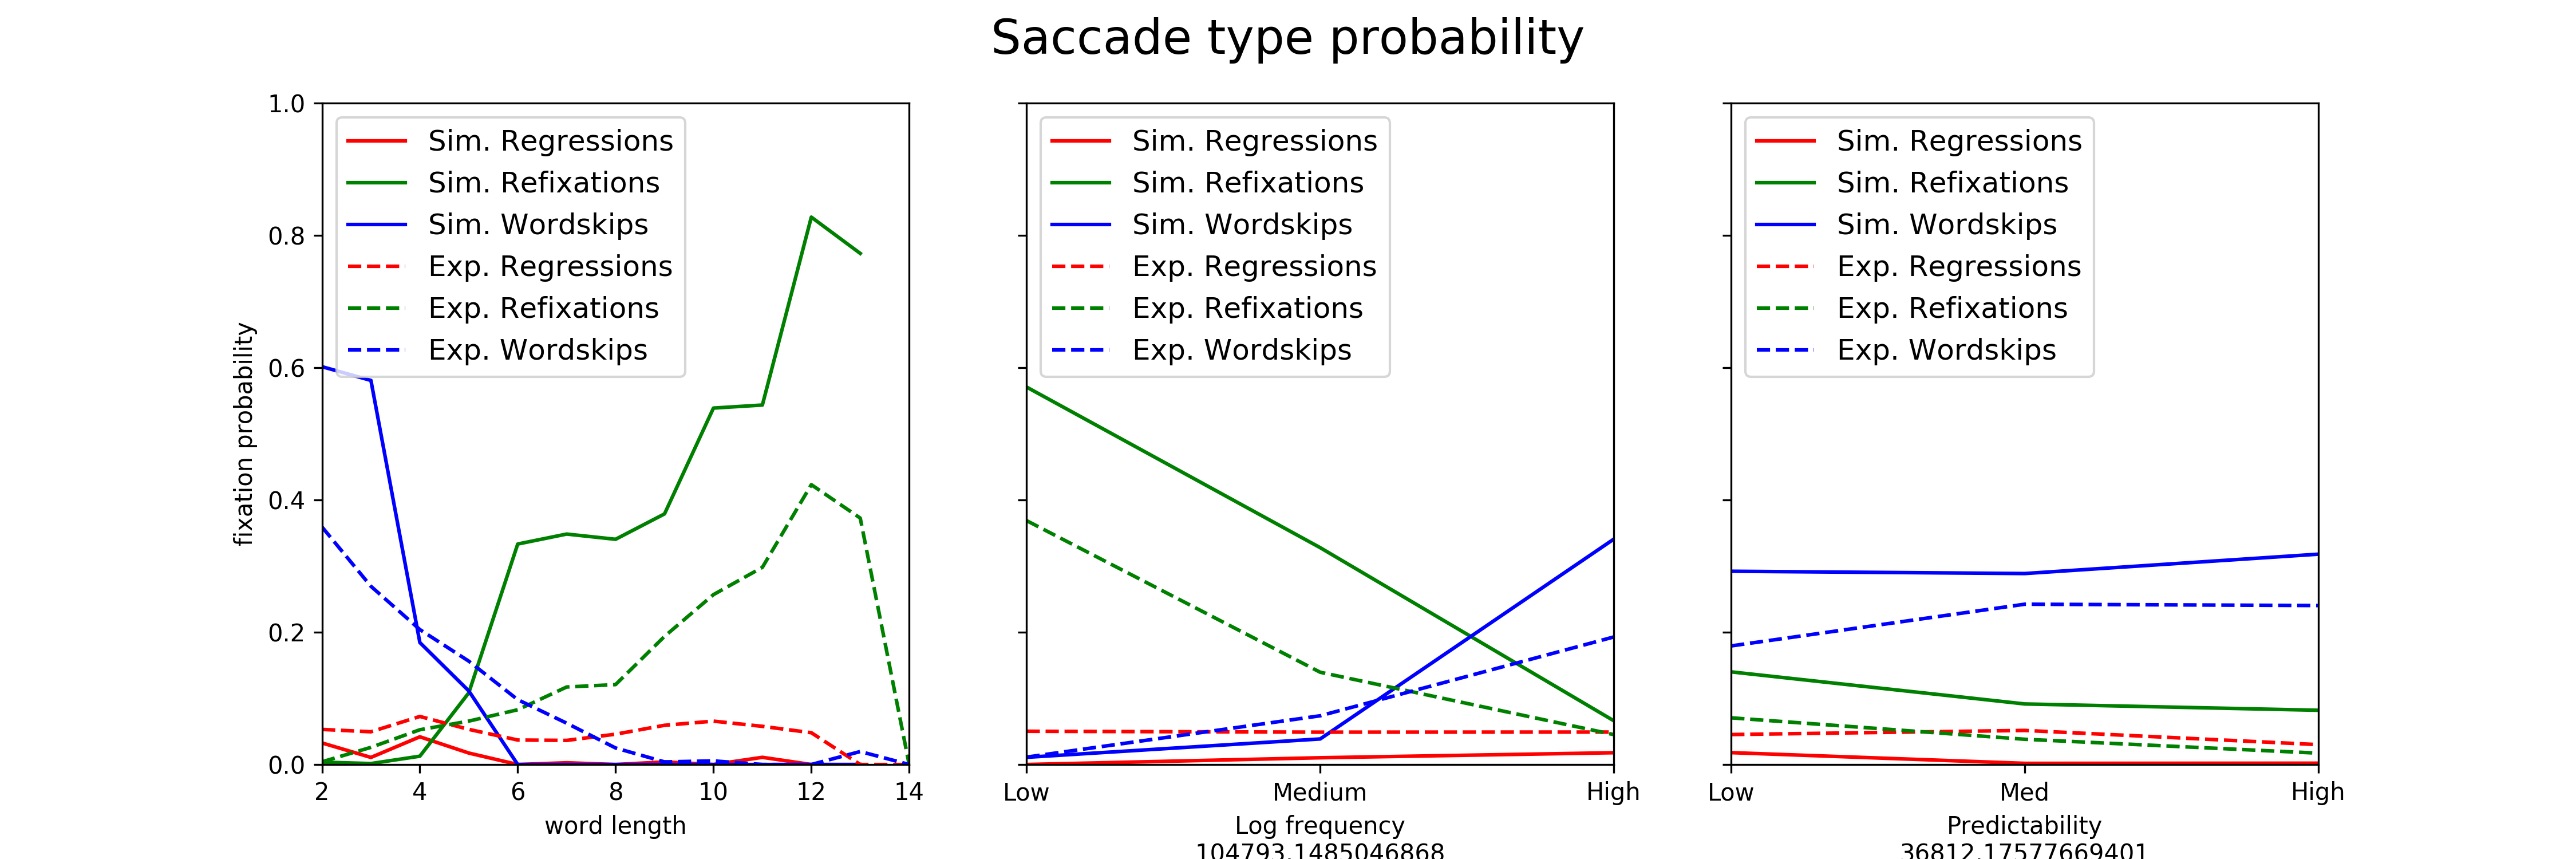 Saccade type probability
1.0
0.8
0.6
0.4
0.2
0.0
fixation probability
Sim. Regressions
Sim. Refixations
Sim. Wordskips
Exp. Regressions
Exp. Refixations
Exp. Wordskips
2 4 6 8 10 12 14
word length
Sim. Regressions
Sim. Refixations
Sim. Wordskips
Exp. Regressions
Exp. Refixations
Exp. Wordskips
Low Medium High
Log frequency
104793.1485046868
Sim. Regressions
Sim. Refixations
Sim. Wordskips
Exp. Regressions
Exp. Refixations
Exp. Wordskips
Low Med High
Predictability
36812.17577669401